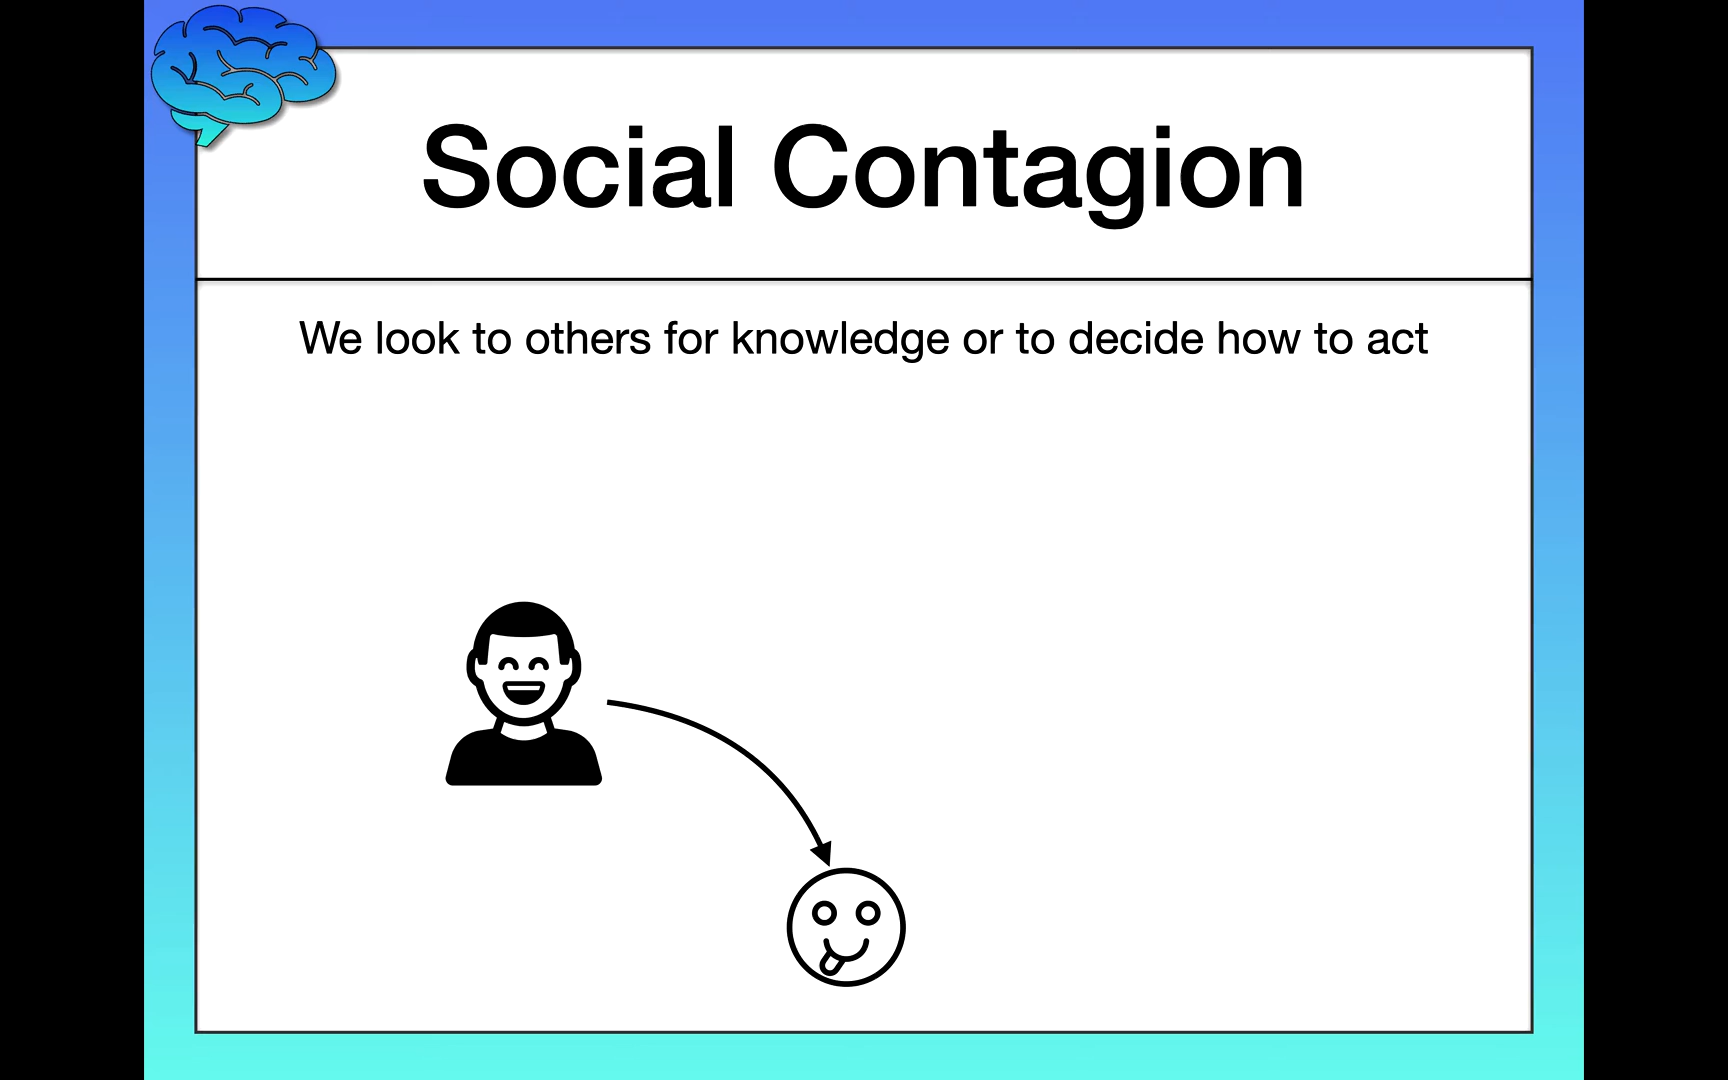 Social Contagion
We look to others for knowledge or to decide how to act